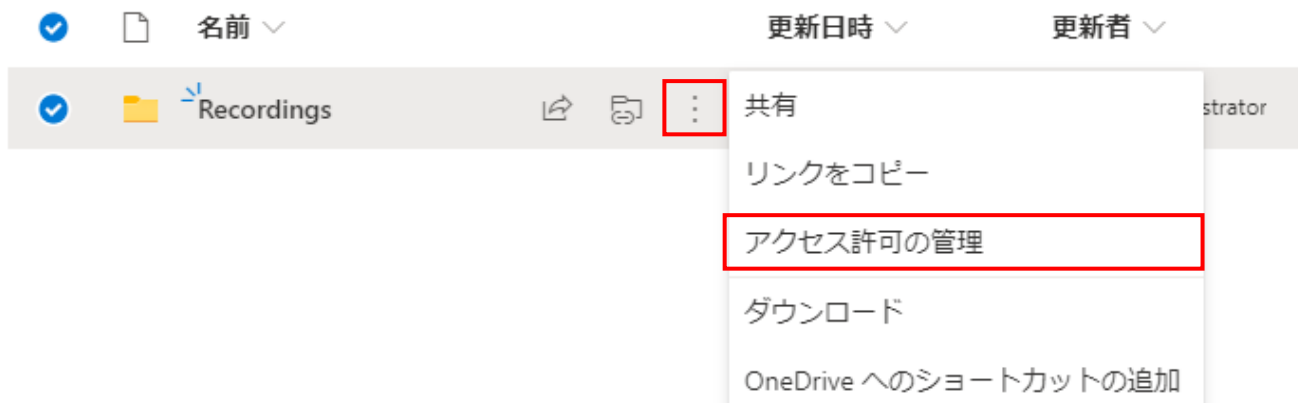 名前 更新日時 更新者
Recordings 共有 strator
リンクをコピー
アクセス許可の管理
ダウンロード
OneDrive へのショートカットの追加